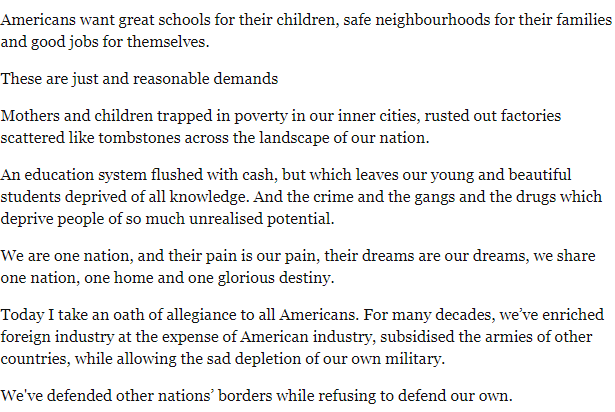 Americans want great schools for their children, safe neighbourhoods for their families
and good jobs for themselves.
These are just and reasonable demands
Mothers and children trapped in poverty in our inner cities, rusted out factories
scattered like tombstones across the landscape of our nation.
An education system flushed with cash, but which leaves our young and beautiful
students deprived of all knowledge. And the crime and the gangs and the drugs which
deprive people of so much unrealised potential.
We are one nation, and their pain is our pain, their dreams are our dreams, we share
one nation, one home and one glorious destiny.
Today I take an oath of allegiance to all Americans. For many decades, we’ve enriched
foreign industry at the expense of American industry, subsidised the armies of other
countries, while allowing the sad depletion of our own military.
We've defended other nations’ borders while refusing to defend our own.